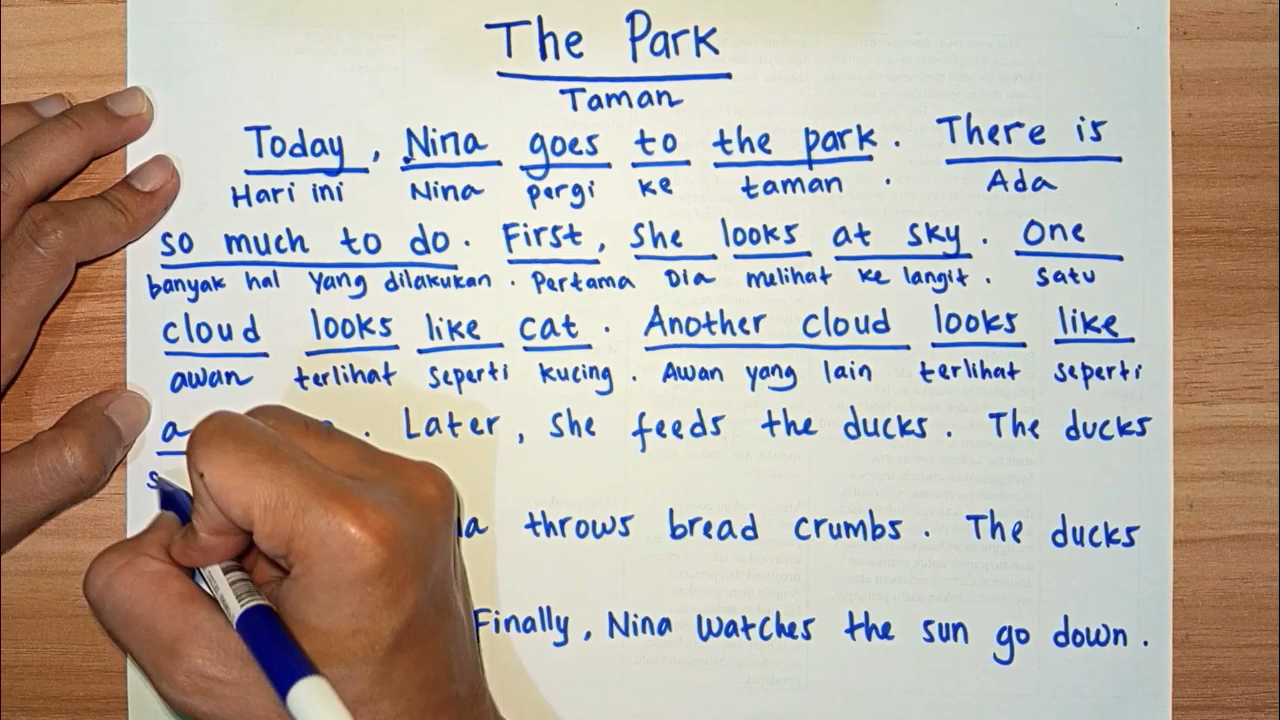 The Park
Taman
Today, Nina goes to the park. There is
Hari ini Nina pergi ke taman . Ada
so much to do. First, she looks at sky. One
banyak hal yang dilakukan. Pertama Dia mulihat ke langit. Satu
cloud looks like cat. Another cloud looks like
awan terlihat seperti kucing. Awan yang lain terlihat seperti
a . Later, she feeds the ducks. The ducks
throws bread crumbs. The ducks
Finally, Nina watches the sun go down.